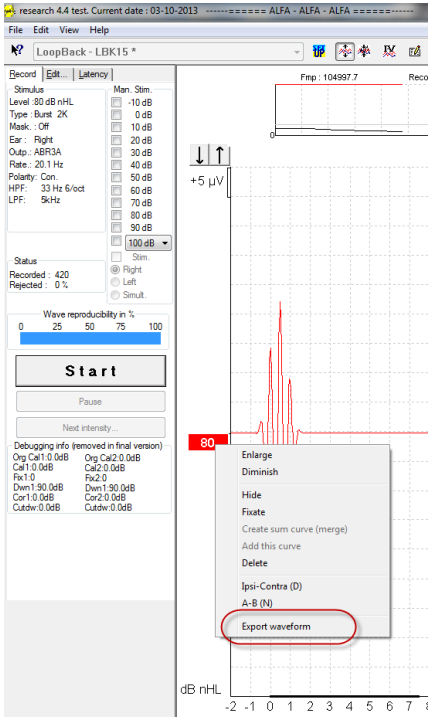 research 4.4 test. Current date : 03-10-2013 ------====== ALFA - ALFA - ALFA ======------
File Edit View Help
LoopBack - LBK15 *
Record Edit... Latency
Stimulus
Level :80 dB nHL
Type : Burst 2K
Mask. : Off
Ear : Right
Outp.: ABR3A
Rate.: 20.1 Hz
Polarity: Con.
HPF: 33 Hz 6/oct
LPF: 5kHz
Man. Stim.
-10 dB
0 dB
10 dB
20 dB
30 dB
40 dB
50 dB
60 dB
70 dB
80 dB
90 dB
100 dB
Stim.
Right
Left
Simult.
Status
Recorded : 420
Rejected : 0 %
Wave reproducibility in %
0 25 50 75 100
Start
Pause
Next intensity...
Debugging info (removed in final version)
Org Cal1:0.0dB Org Cal2:0.0dB
Cal1:0.0dB Cal2:0.0dB
Fix1:0 Fix2:0
Dwn1:90.0dB Dwn1:90.0dB
Cor1:0.0dB Cor2:0.0dB
Cutdw:0.0dB Cutdw:0.0dB
Fmp : 104997.7 Reco
0
+5 µV
80
Enlarge
Diminish
Hide
Fixate
Create sum curve (merge)
Add this curve
Delete
Ipsi-Contra (D)
A-B (N)
Export waveform
dB nHL
-2 -1 0 1 2 3 4 5 6 7